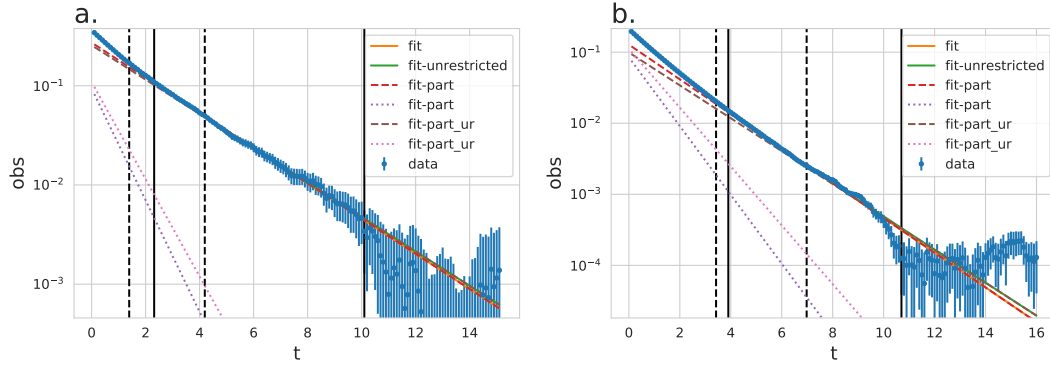 a.
obs
10⁻¹
10⁻²
10⁻³
0 2 4 6 8 10 12 14
t
fit
fit-unrestricted
fit-part
fit-part
fit-part_ur
fit-part_ur
data
b.
obs
10⁻¹
10⁻²
10⁻³
10⁻⁴
0 2 4 6 8 10 12 14 16
t
fit
fit-unrestricted
fit-part
fit-part
fit-part_ur
fit-part_ur
data